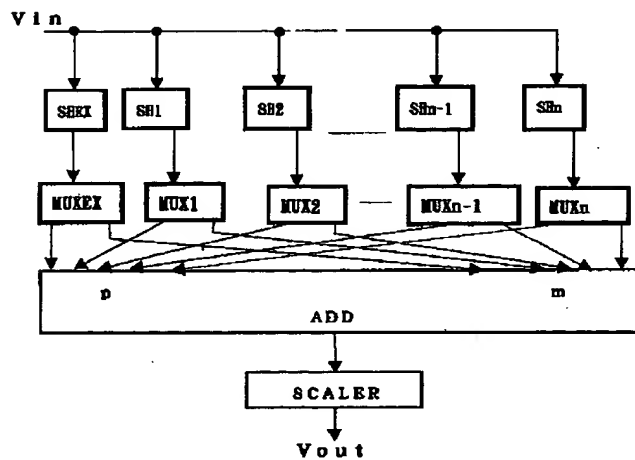 Vin
SHEX SH1 SH2 SHn-1 SHn
MUXEX MUX1 MUX2 MUXn-1 MUXn
p m
ADD
SCALER
Vout